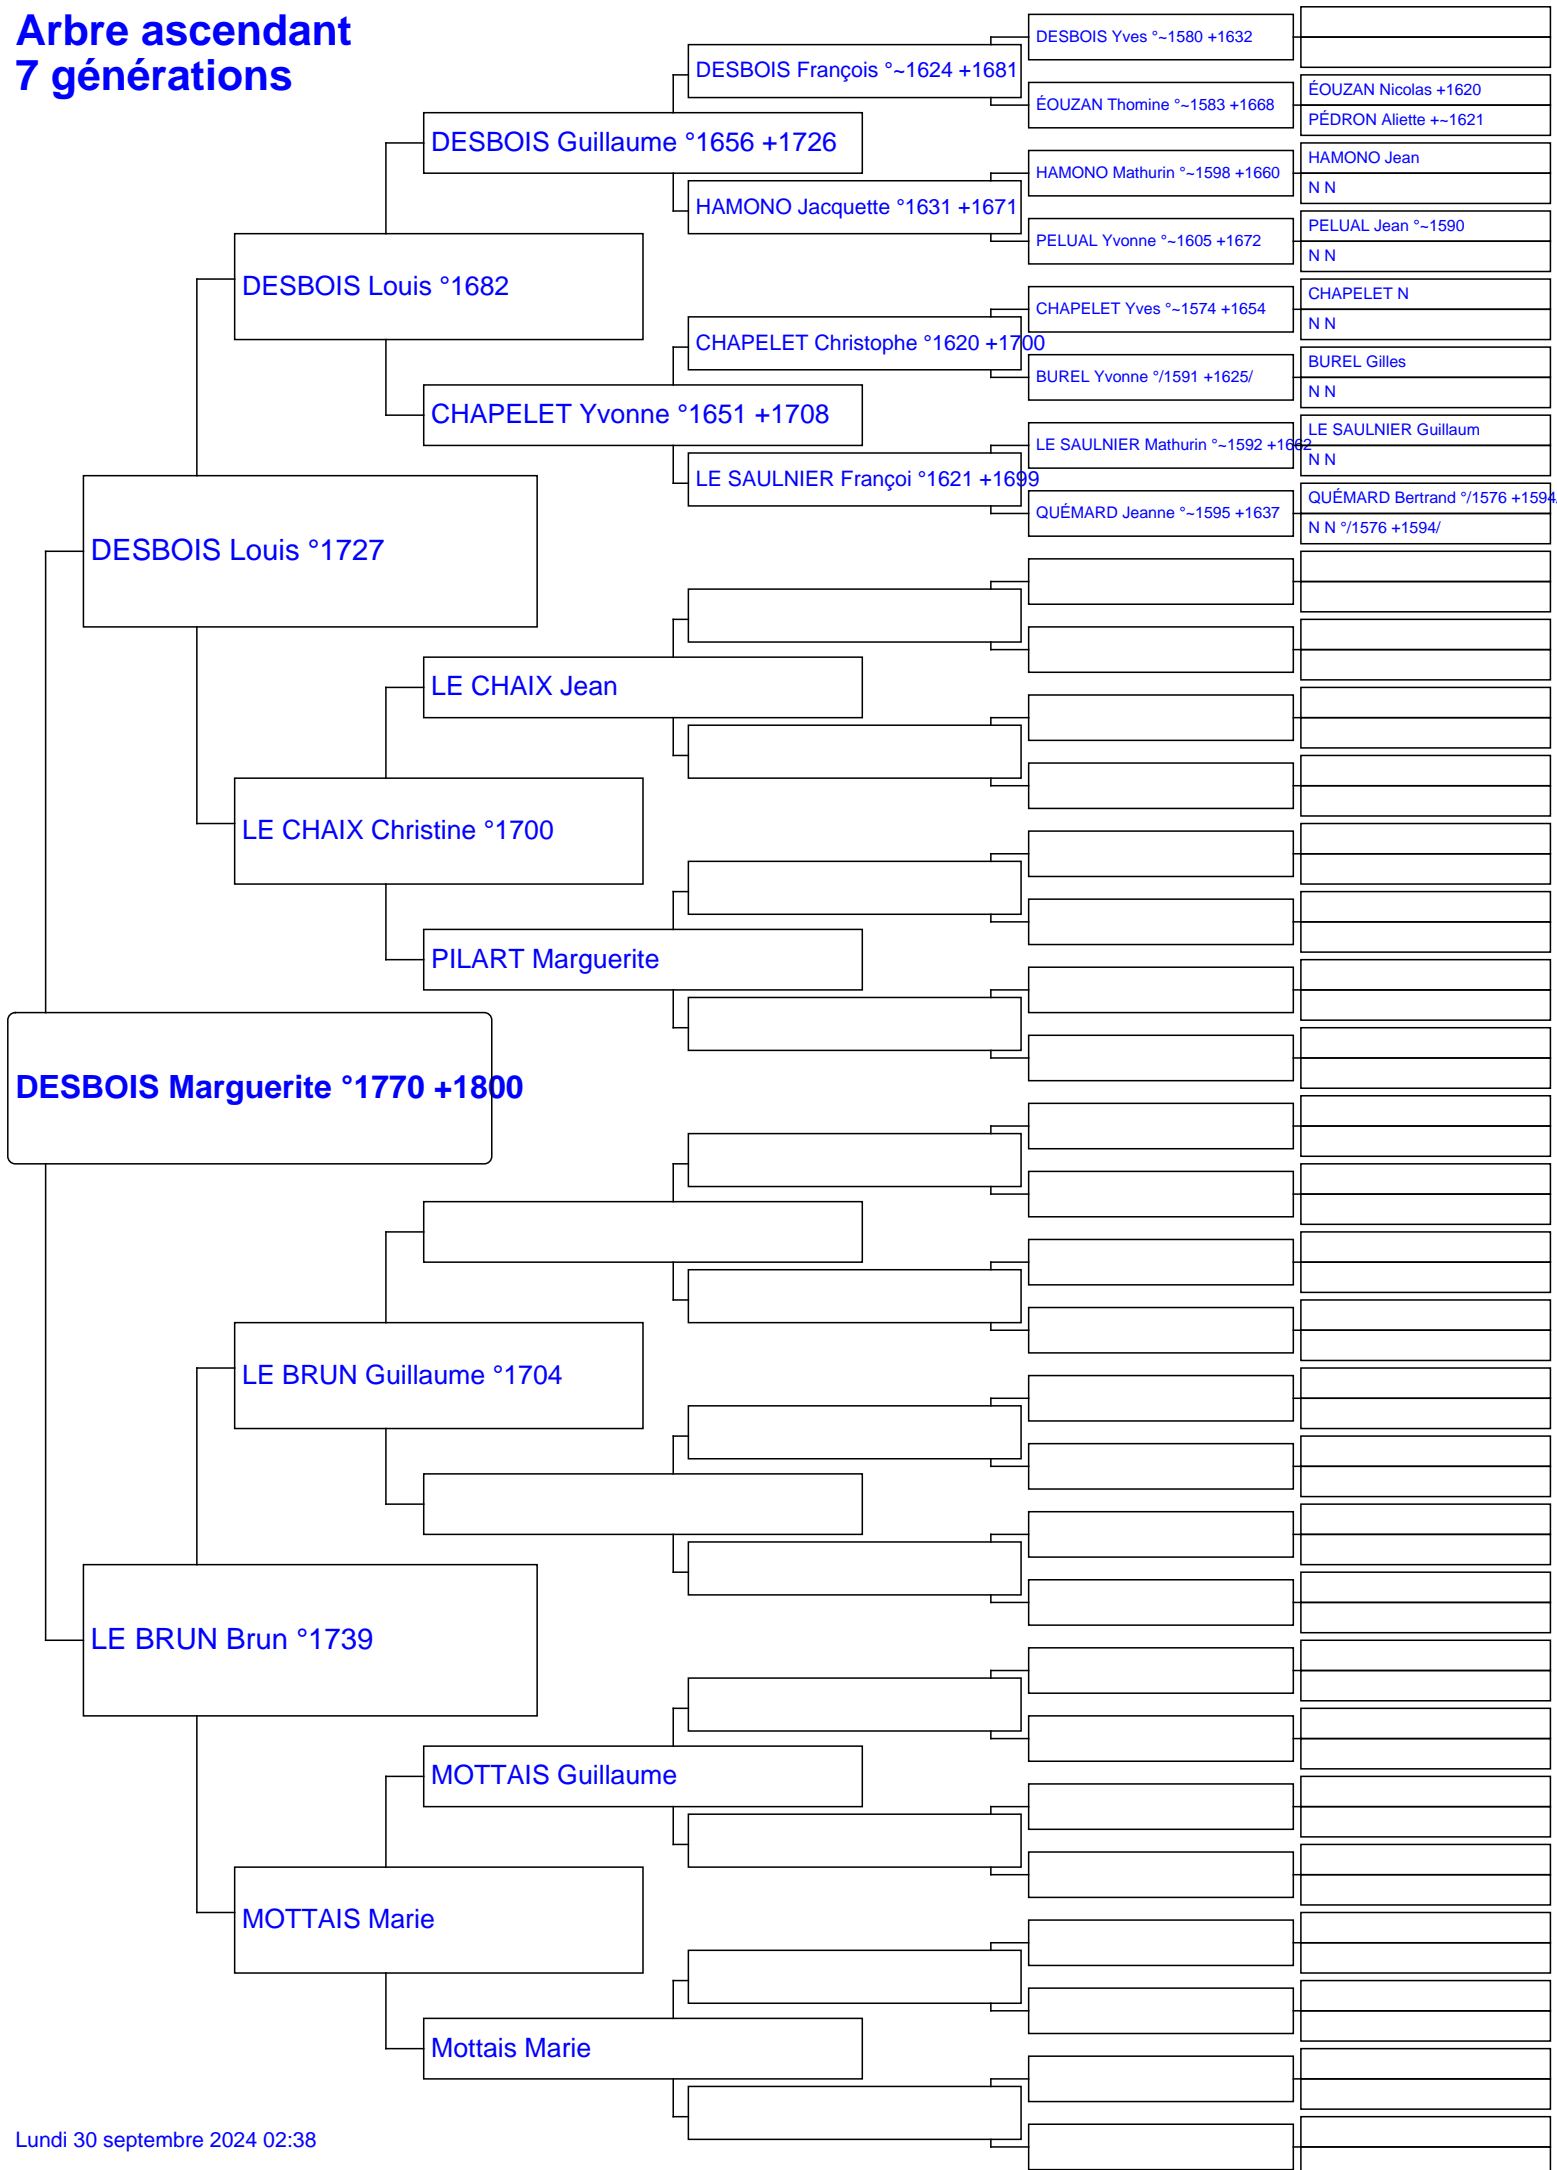 Arbre ascendant
7 générations
DESBOIS Marguerite °1770 +1800
DESBOIS Louis °1727
LE BRUN Brun °1739
DESBOIS Louis °1682
LE CHAIX Christine °1700
LE BRUN Guillaume °1704
MOTTAIS Marie
DESBOIS Guillaume °1656 +1726
CHAPELET Yvonne °1651 +1708
LE CHAIX Jean
PILART Marguerite
MOTTAIS Guillaume
Mottais Marie
DESBOIS François °~1624 +1681
HAMONO Jacquette °1631 +1671
CHAPELET Christophe °1620 +1700
LE SAULNIER Françoi °1621 +1699
DESBOIS Yves °~1580 +1632
ÉOUZAN Thomine °~1583 +1668
HAMONO Mathurin °~1598 +1660
PELUAL Yvonne °~1605 +1672
CHAPELET Yves °~1574 +1654
BUREL Yvonne °/1591 +1625/
LE SAULNIER Mathurin °~1592 +1662
QUÉMARD Jeanne °~1595 +1637
ÉOUZAN Nicolas +1620
PÉDRON Aliette +~1621
HAMONO Jean
N N
PELUAL Jean °~1590
N N
CHAPELET N
N N
BUREL Gilles
N N
LE SAULNIER Guillaum
N N
QUÉMARD Bertrand °/1576 +1594/
N N °/1576 +1594/
Lundi 30 septembre 2024 02:38